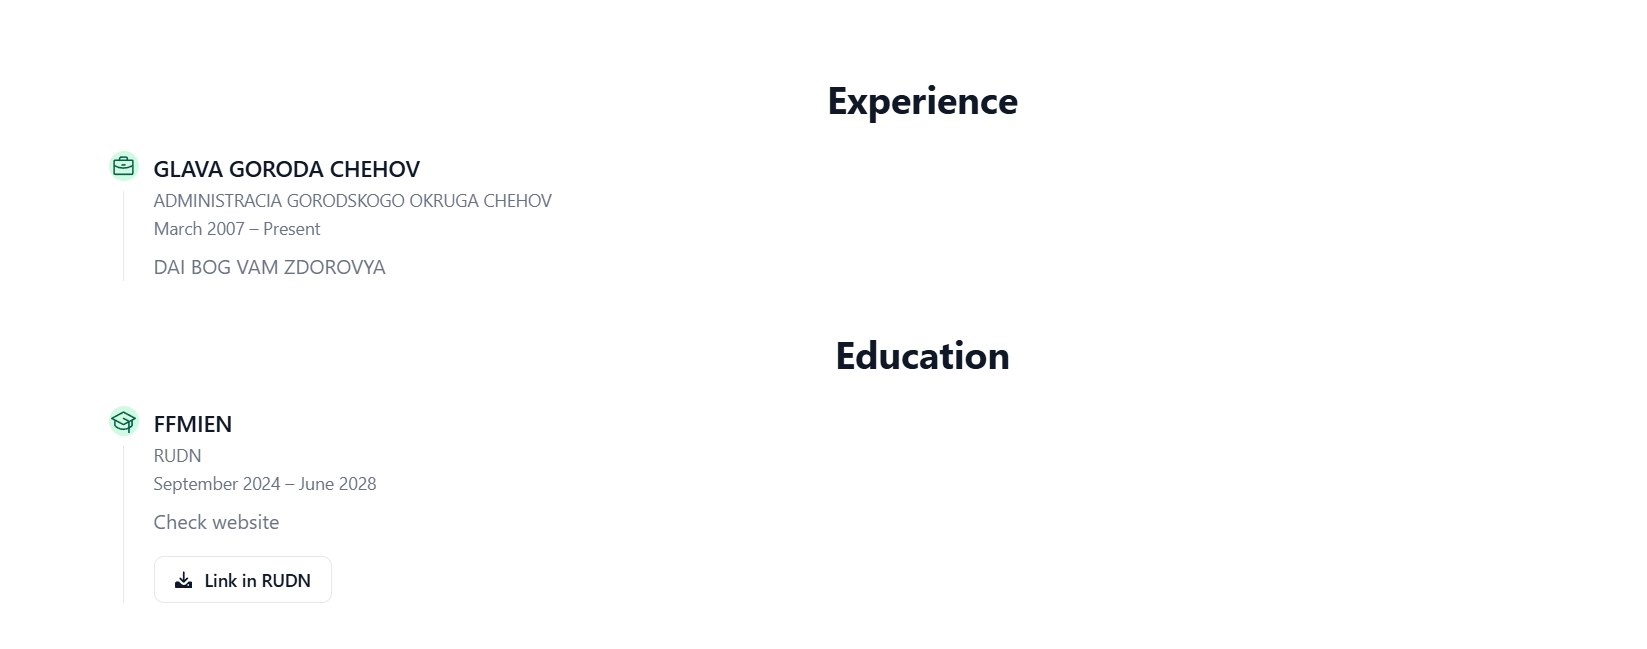 Experience
GLAVA GORODA CHEHOV
ADMINISTRACIA GORODSKOGO OKRUGA CHEHOV
March 2007 – Present
DAI BOG VAM ZDOROVYA
Education
FFMIEN
RUDN
September 2024 – June 2028
Check website
Link in RUDN